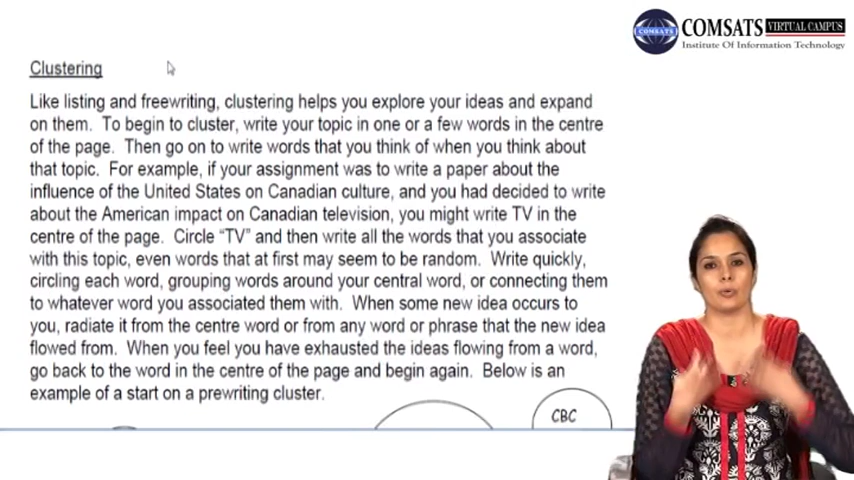 COMSATS VIRTUAL CAMPUS
COMSATS
Institute Of Information Technology
Clustering
Like listing and freewriting, clustering helps you explore your ideas and expand
on them. To begin to cluster, write your topic in one or a few words in the centre
of the page. Then go on to write words that you think of when you think about
that topic. For example, if your assignment was to write a paper about the
influence of the United States on Canadian culture, and you had decided to write
about the American impact on Canadian television, you might write TV in the
centre of the page. Circle “TV” and then write all the words that you associate
with this topic, even words that at first may seem to be random. Write quickly,
circling each word, grouping words around your central word, or connecting them
to whatever word you associated them with. When some new idea occurs to
you, radiate it from the centre word or from any word or phrase that the new idea
flowed from. When you feel you have exhausted the ideas flowing from a word,
go back to the word in the centre of the page and begin again. Below is an
example of a start on a prewriting cluster.
CBC